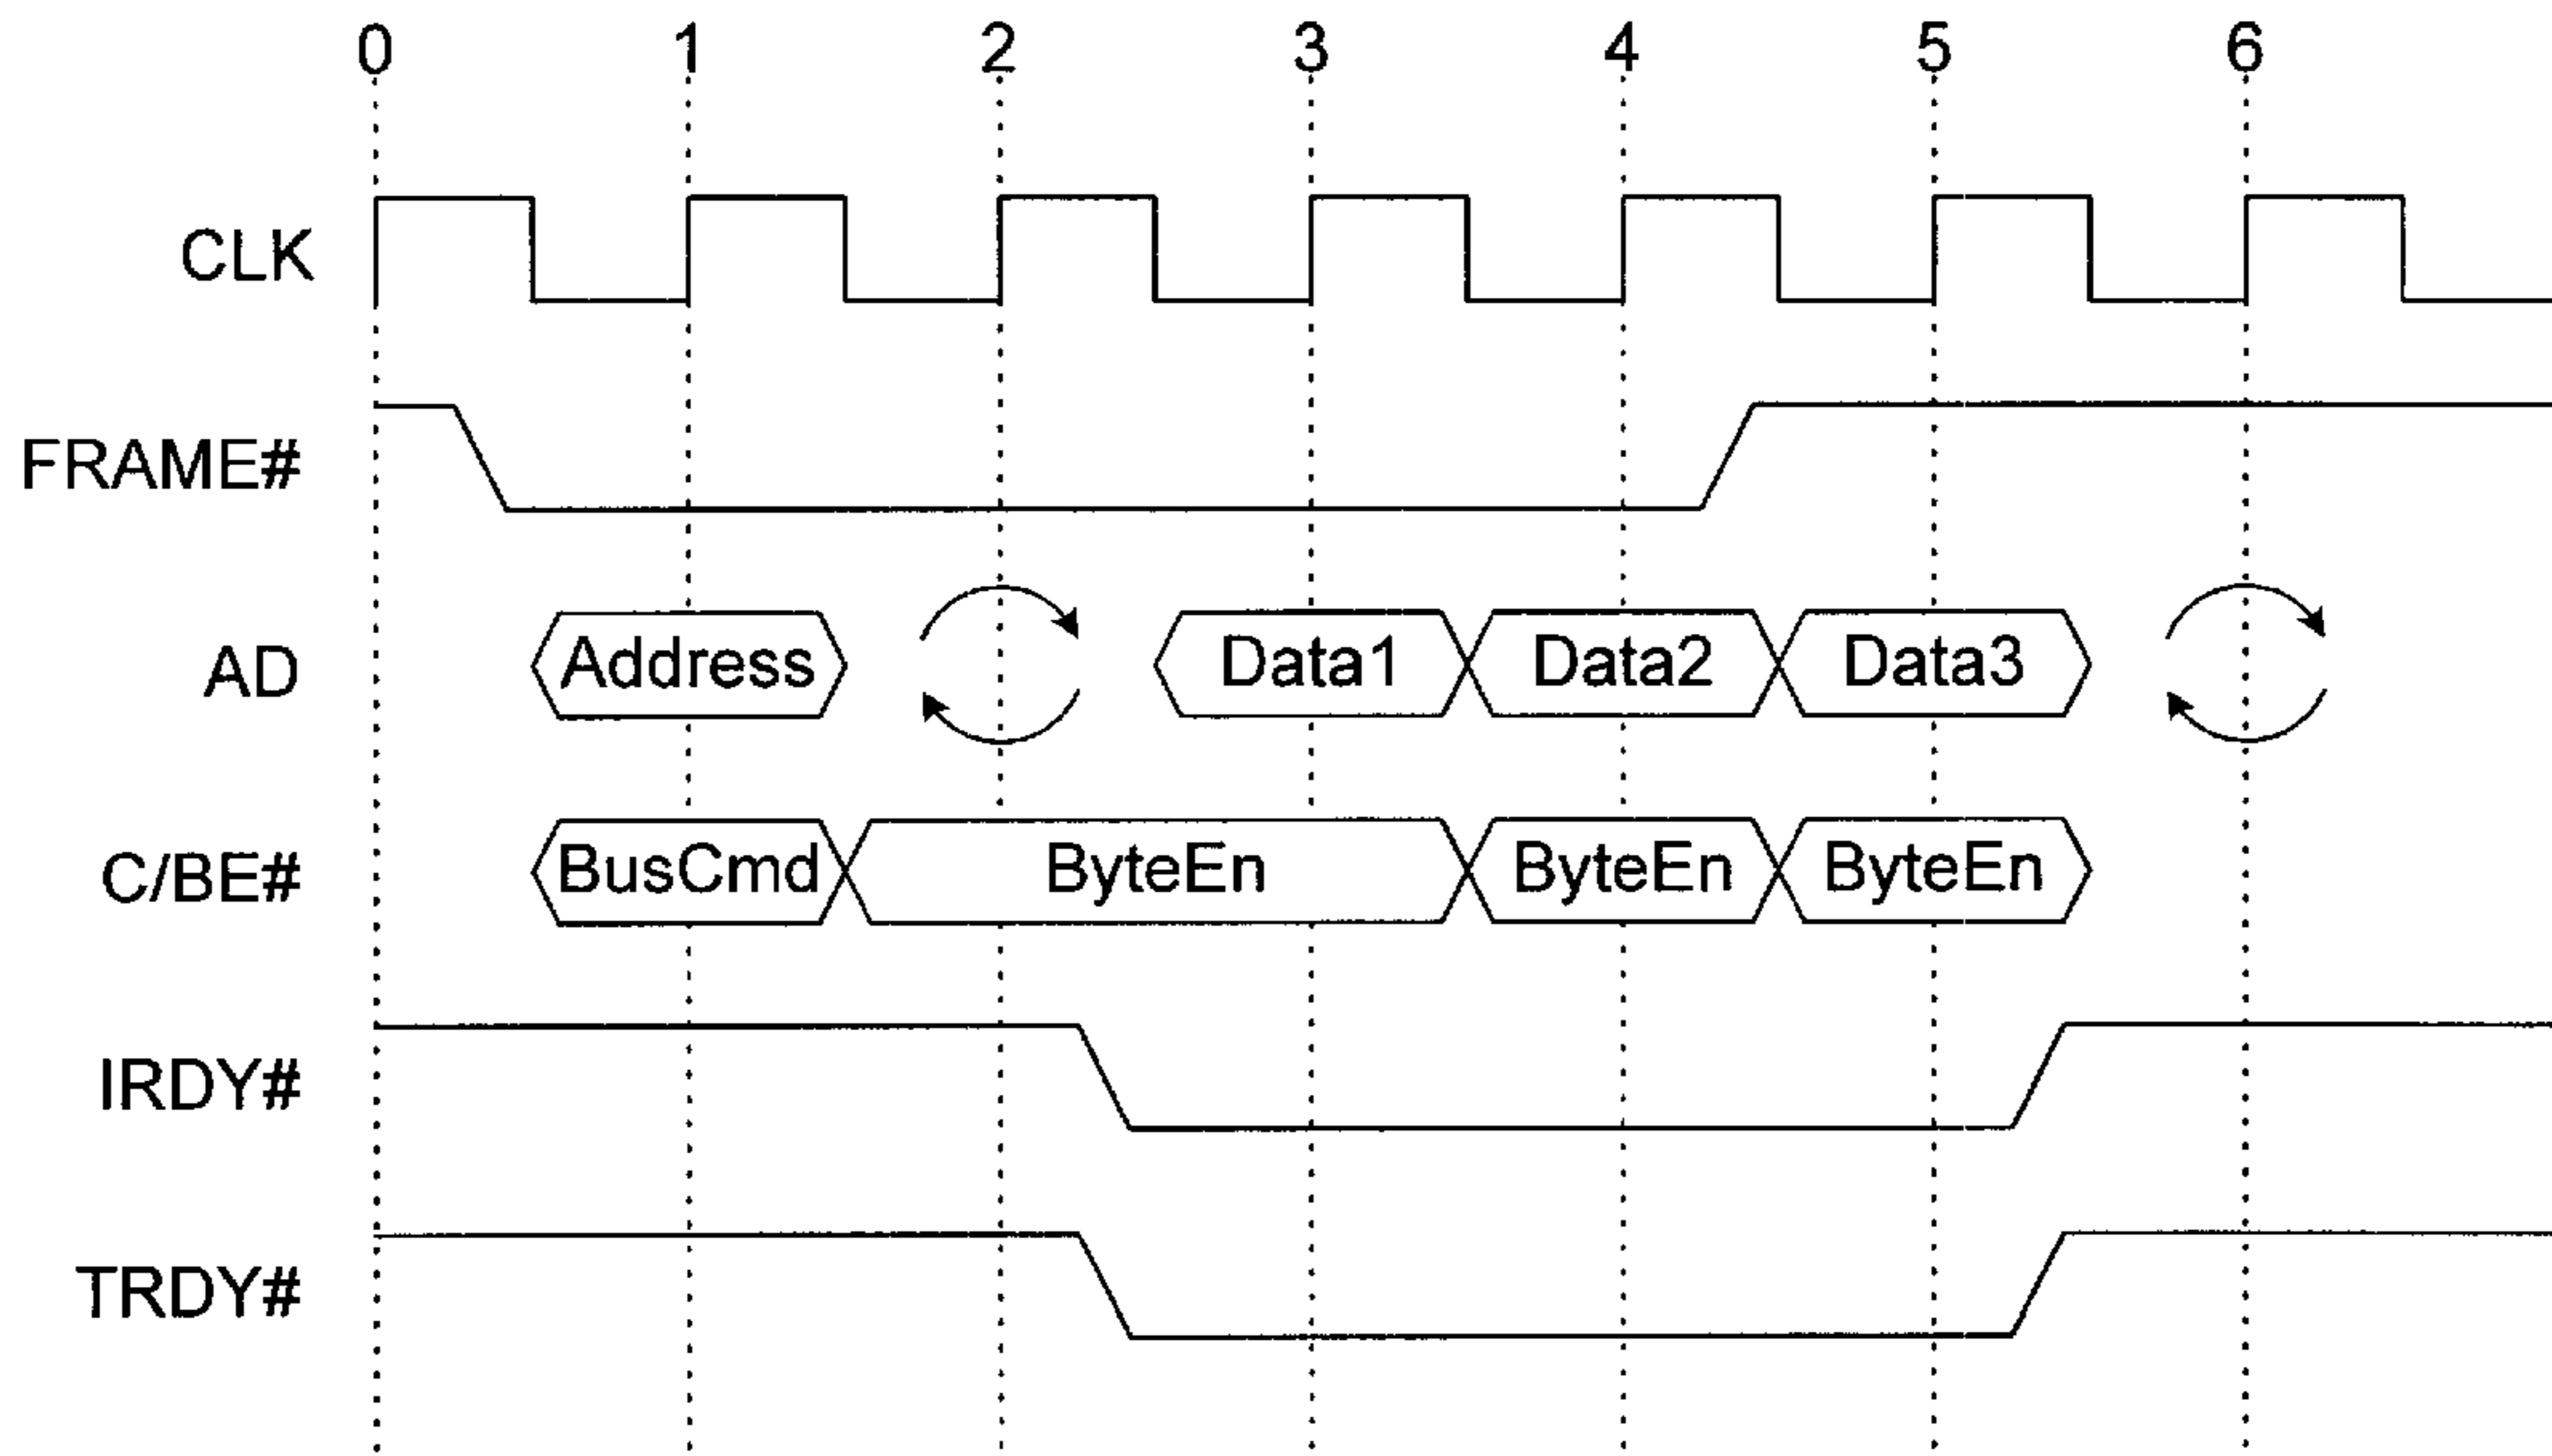 0 1 2 3 4 5 6
CLK
FRAME#
AD Address Data1 Data2 Data3
C/BE# BusCmd ByteEn ByteEn ByteEn
IRDY#
TRDY#